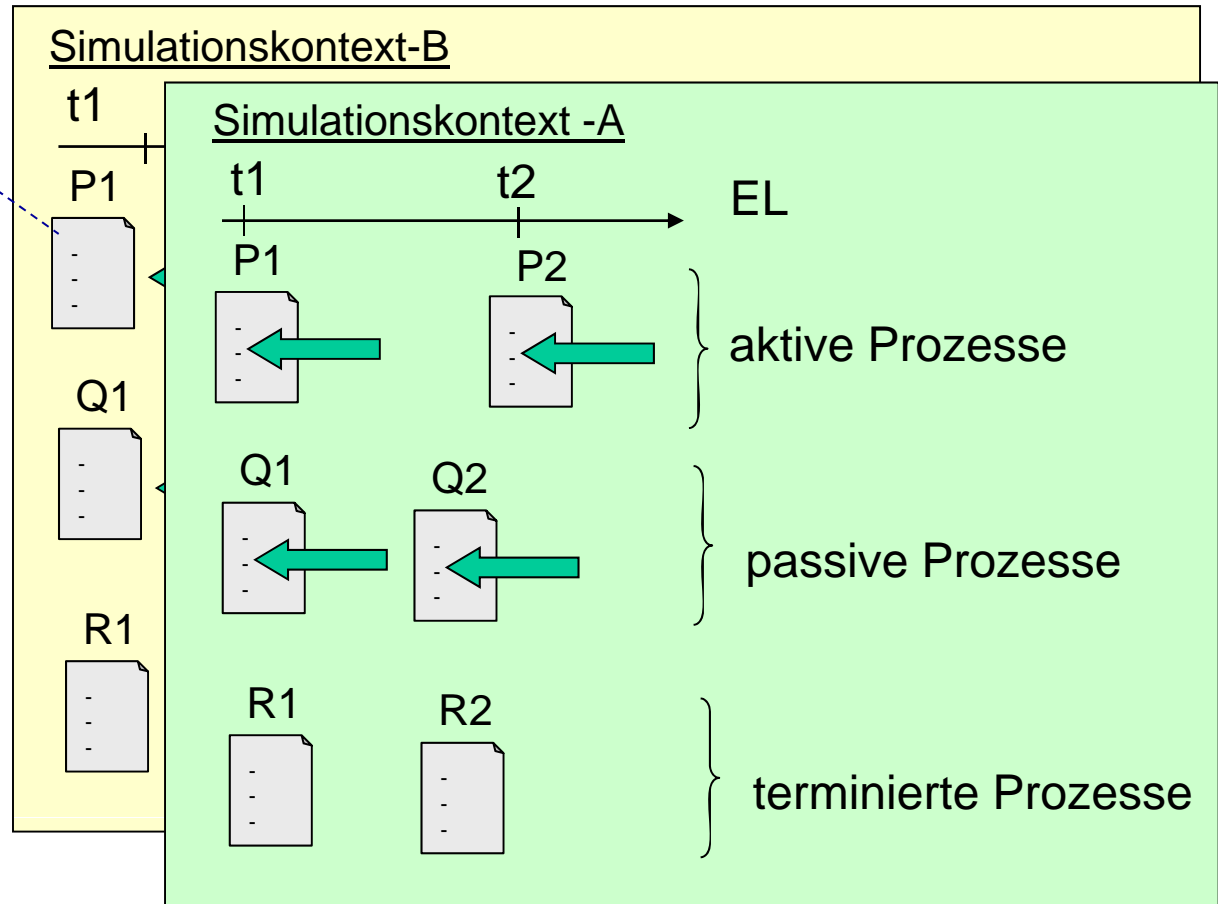 Simulationskontext-B
t1
P1
-
-
-
Q1
-
-
-
R1
-
-
-
Simulationskontext -A
t1 t2 EL
P1 P2
-
-
-
-
-
-
aktive Prozesse
Q1 Q2
-
-
-
-
-
-
passive Prozesse
R1 R2
-
-
-
-
-
-
terminierte Prozesse